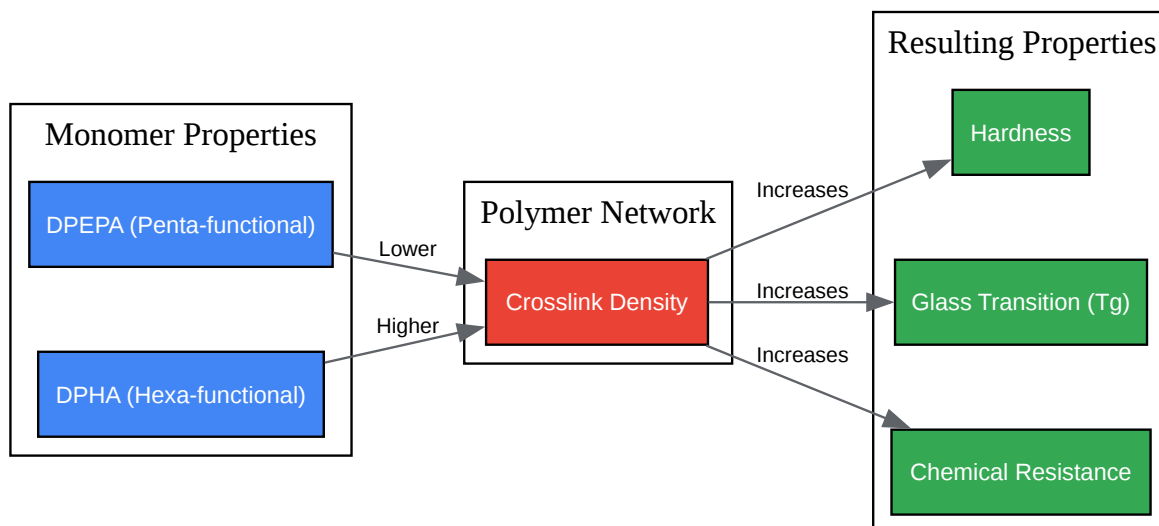 Monomer Properties
DPEPA (Penta-functional)
DPHA (Hexa-functional)
Lower
Higher
Polymer Network
Crosslink Density
Increases
Increases
Increases
Resulting Properties
Hardness
Glass Transition (Tg)
Chemical Resistance